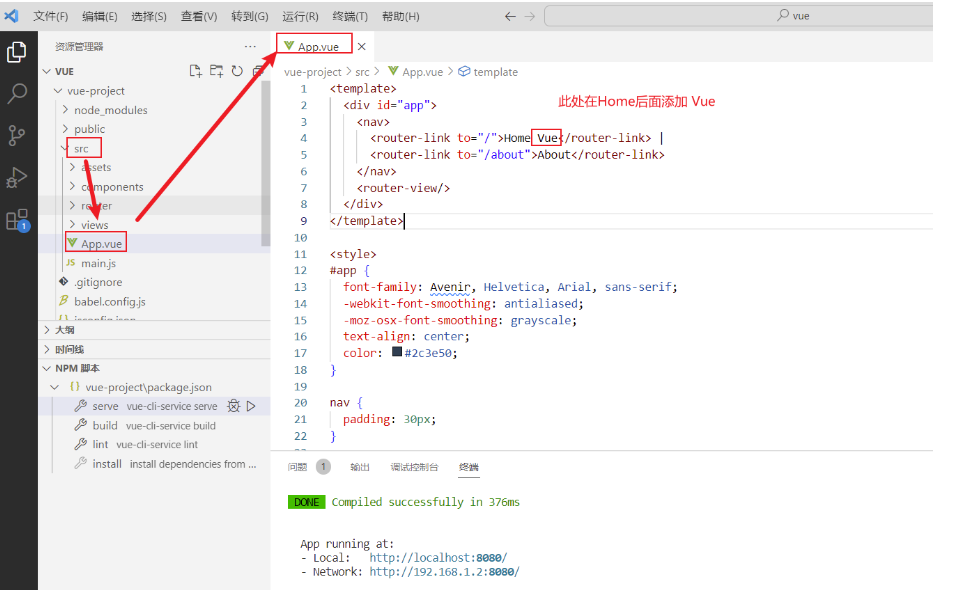 文件(F) 编辑(E) 选择(S) 查看(V) 转到(G) 运行(R) 终端(T) 帮助(H) vue
资源管理器 ···
VUE
vue-project
node_modules
public
src
assets
components
router
views
App.vue
JS main.js
.gitignore
babel.config.js
jsconfig.json
大纲
时间线
NPM 脚本
{} vue-project\package.json
serve vue-cli-service serve
build vue-cli-service build
lint vue-cli-service lint
install install dependencies from ...
1
App.vue
vue-project > src > App.vue > template
此处在Home后面添加 Vue
1 <template>
2 <div id="app">
3 <nav>
4 <router-link to="/">Home Vue</router-link> |
5 <router-link to="/about">About</router-link>
6 </nav>
7 <router-view/>
8 </div>
9 </template>
10
11 <style>
12 #app {
13 font-family: Avenir, Helvetica, Arial, sans-serif;
14 -webkit-font-smoothing: antialiased;
15 -moz-osx-font-smoothing: grayscale;
16 text-align: center;
17 color: #2c3e50;
18 }
19
20 nav {
21 padding: 30px;
22 }
问题 1 输出 调试控制台 终端
DONE Compiled successfully in 376ms
App running at:
- Local: http://localhost:8080/
- Network: http://192.168.1.2:8080/